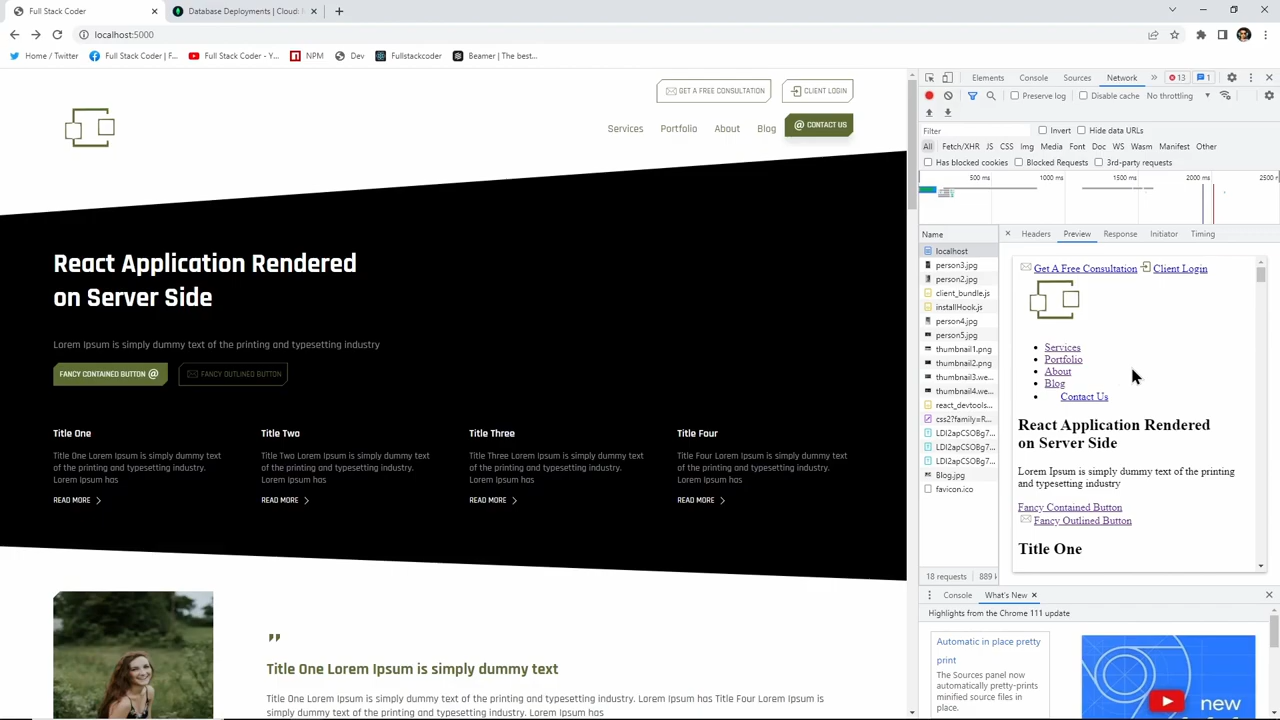 Full Stack Coder
Database Deployments | Cloud:
localhost:5000
Home / Twitter
Full Stack Coder | F...
Full Stack Coder - Y...
NPM
Dev
Fullstackcoder
Beamer | The best...
GET A FREE CONSULTATION
CLIENT LOGIN
Services
Portfolio
About
Blog
@ CONTACT US
React Application Rendered
on Server Side
Lorem Ipsum is simply dummy text of the printing and typesetting industry
FANCY CONTAINED BUTTON @
FANCY OUTLINED BUTTON
Title One
Title One Lorem Ipsum is simply dummy text
of the printing and typesetting industry.
Lorem Ipsum has
READ MORE
Title Two
Title Two Lorem Ipsum is simply dummy text
of the printing and typesetting industry.
Lorem Ipsum has
READ MORE
Title Three
Title Three Lorem Ipsum is simply dummy text
of the printing and typesetting industry.
Lorem Ipsum has
READ MORE
Title Four
Title Four Lorem Ipsum is simply dummy text
of the printing and typesetting industry.
Lorem Ipsum has
READ MORE
Title One Lorem Ipsum is simply dummy text
Title One Lorem Ipsum is simply dummy text of the printing and typesetting industry. Lorem Ipsum has Title Four Lorem Ipsum is
simply dummy text of the printing and typesetting industry. Lorem Ipsum has
Elements
Console
Sources
Network
13
1
Preserve log
Disable cache
No throttling
Filter
Invert
Hide data URLs
All
Fetch/XHR
JS
CSS
Img
Media
Font
Doc
WS
Wasm
Manifest
Other
Has blocked cookies
Blocked Requests
3rd-party requests
500 ms
1000 ms
1500 ms
2000 ms
2500 r
Name
Headers
Preview
Response
Initiator
Timing
localhost
person3.jpg
person2.jpg
client_bundle.js
installHook.js
person4.jpg
person5.jpg
thumbnail1.png
thumbnail2.png
thumbnail3.we...
thumbnail4.we...
react_devtools...
css2?family=R...
LDI2apCSOBg7...
LDI2apCSOBg7...
LDI2apCSOBg7...
Blog.jpg
favicon.ico
Get A Free Consultation
Client Login
Services
Portfolio
About
Blog
Contact Us
React Application Rendered
on Server Side
Lorem Ipsum is simply dummy text of the printing
and typesetting industry
Fancy Contained Button
Fancy Outlined Button
Title One
18 requests
889 k
Console
What's New
Highlights from the Chrome 111 update
Automatic in place pretty
print
The Sources panel now
automatically pretty-prints
minified source files in
place.
new